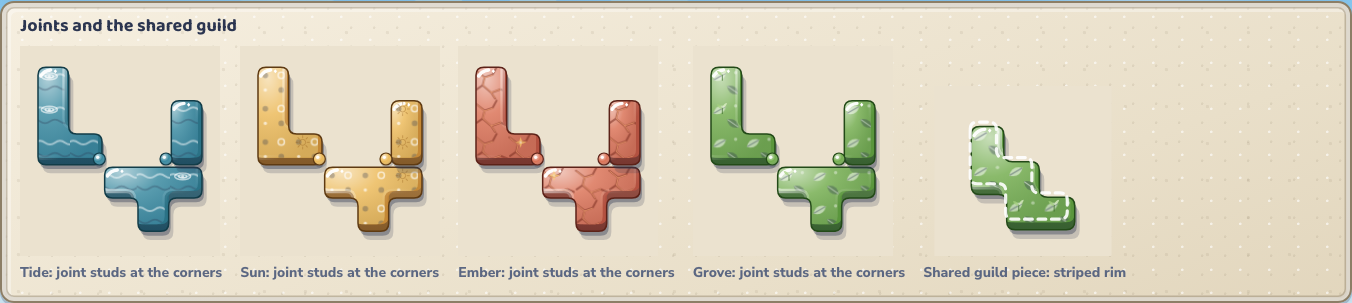 Joints and the shared guild
Tide: joint studs at the corners
Sun: joint studs at the corners
Ember: joint studs at the corners
Grove: joint studs at the corners
Shared guild piece: striped rim